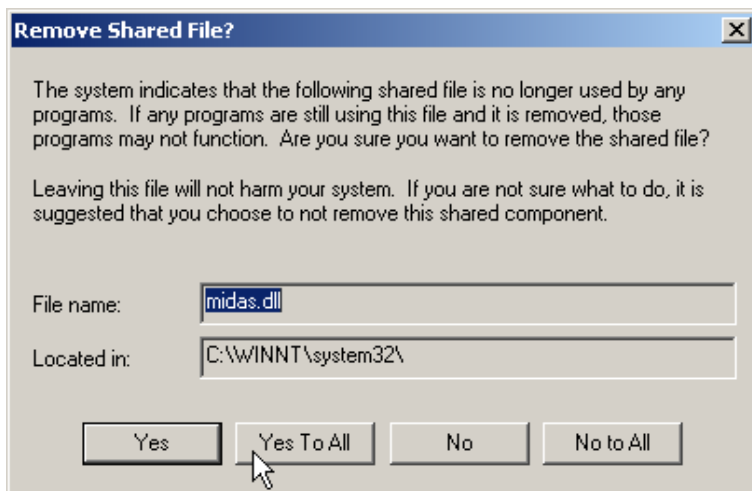 Remove Shared File?
The system indicates that the following shared file is no longer used by any
programs.  If any programs are still using this file and it is removed, those
programs may not function.  Are you sure you want to remove the shared file?
Leaving this file will not harm your system.  If you are not sure what to do, it is
suggested that you choose to not remove this shared component.
File name: midas.dll
Located in: C:\WINNT\system32\
Yes Yes To All No No to All